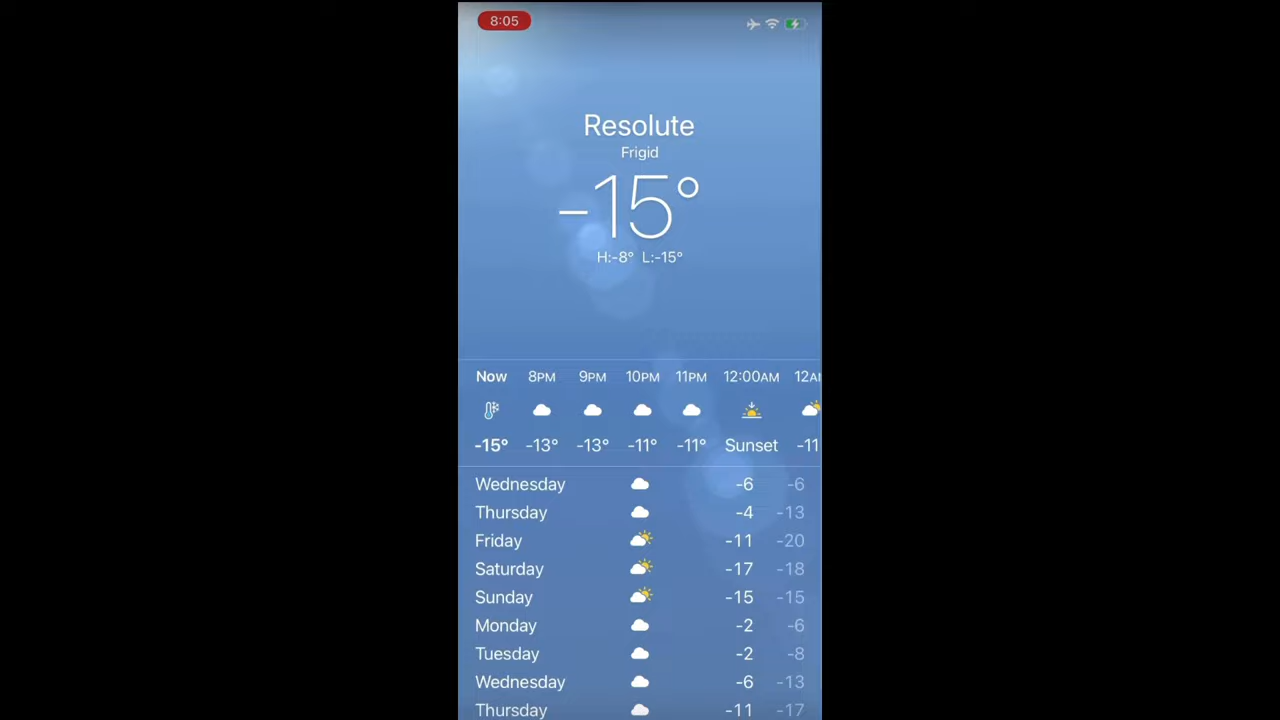 8:05
Resolute
Frigid
-15°
H:-8° L:-15°
Now 8PM 9PM 10PM 11PM 12:00AM 12A
-15° -13° -13° -11° -11° Sunset -11
Wednesday -6 -6
Thursday -4 -13
Friday -11 -20
Saturday -17 -18
Sunday -15 -15
Monday -2 -6
Tuesday -2 -8
Wednesday -6 -13
Thursday -11 -17